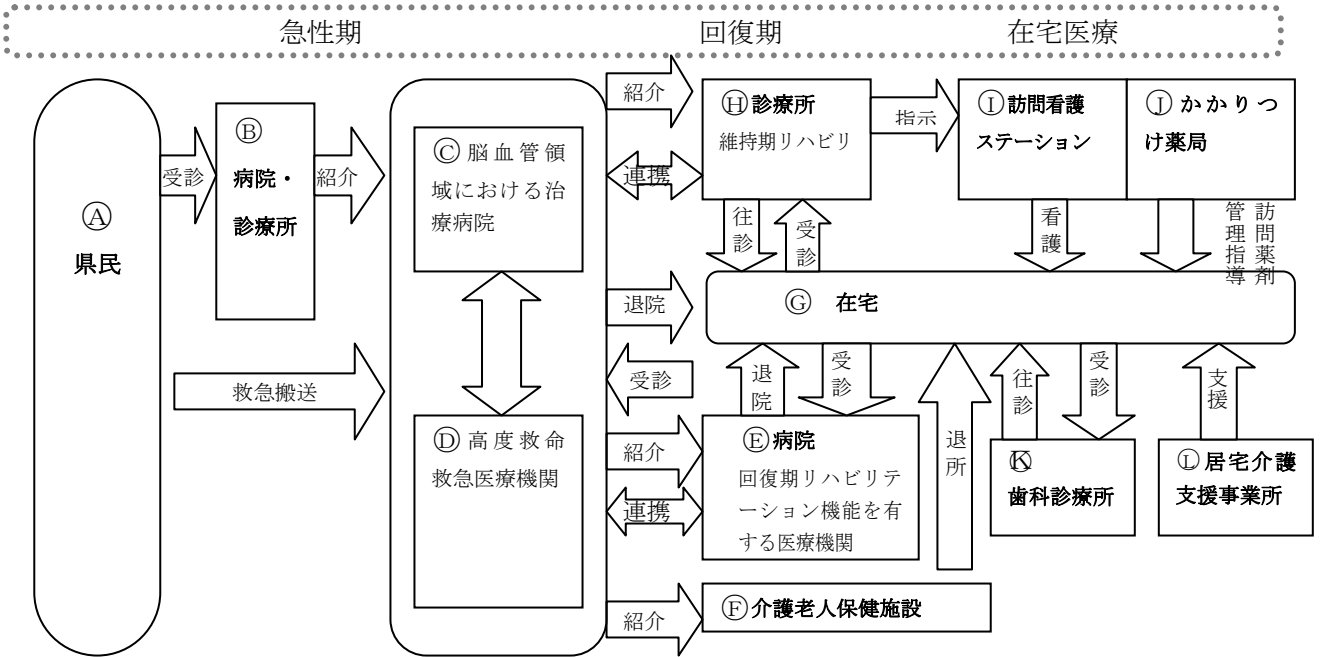 急性期
回復期
在宅医療
Ⓐ
県民
受診
Ⓑ
病院・
診療所
紹介
救急搬送
Ⓒ脳血管領
域における治
療病院
Ⓓ高度救命
救急医療機関
紹介
連携
退院
受診
紹介
連携
紹介
Ⓗ診療所
維持期リハビリ
指示
Ⓘ訪問看護
ステーション
Ⓙかかりつ
け薬局
往診
受診
看護
訪問薬剤
管理指導
Ⓖ 在宅
退院
受診
退所
往診
受診
支援
Ⓔ病院
回復期リハビリテ
ーション機能を有
する医療機関
Ⓚ
歯科診療所
Ⓛ居宅介護
支援事業所
Ⓕ介護老人保健施設